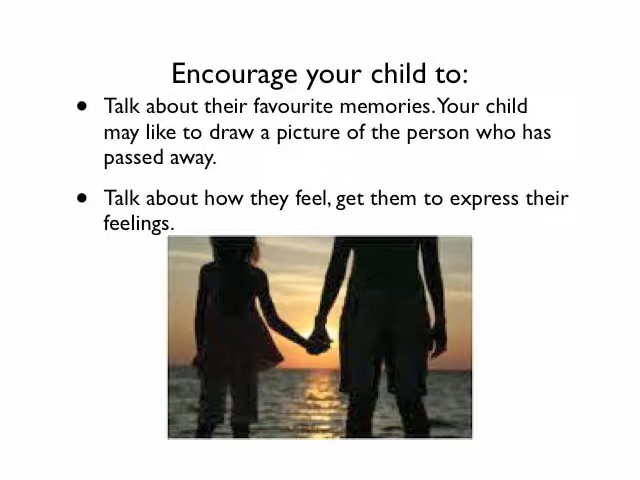 Encourage your child to:
• Talk about their favourite memories. Your child
may like to draw a picture of the person who has
passed away.
• Talk about how they feel, get them to express their
feelings.